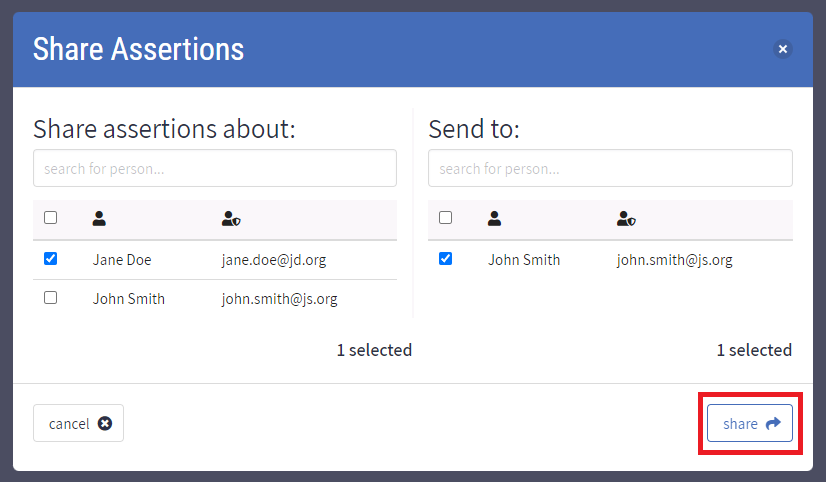 Share Assertions
Share assertions about:
search for person...
Jane Doe jane.doe@jd.org
John Smith john.smith@js.org
1 selected
Send to:
search for person...
John Smith john.smith@js.org
1 selected
cancel
share